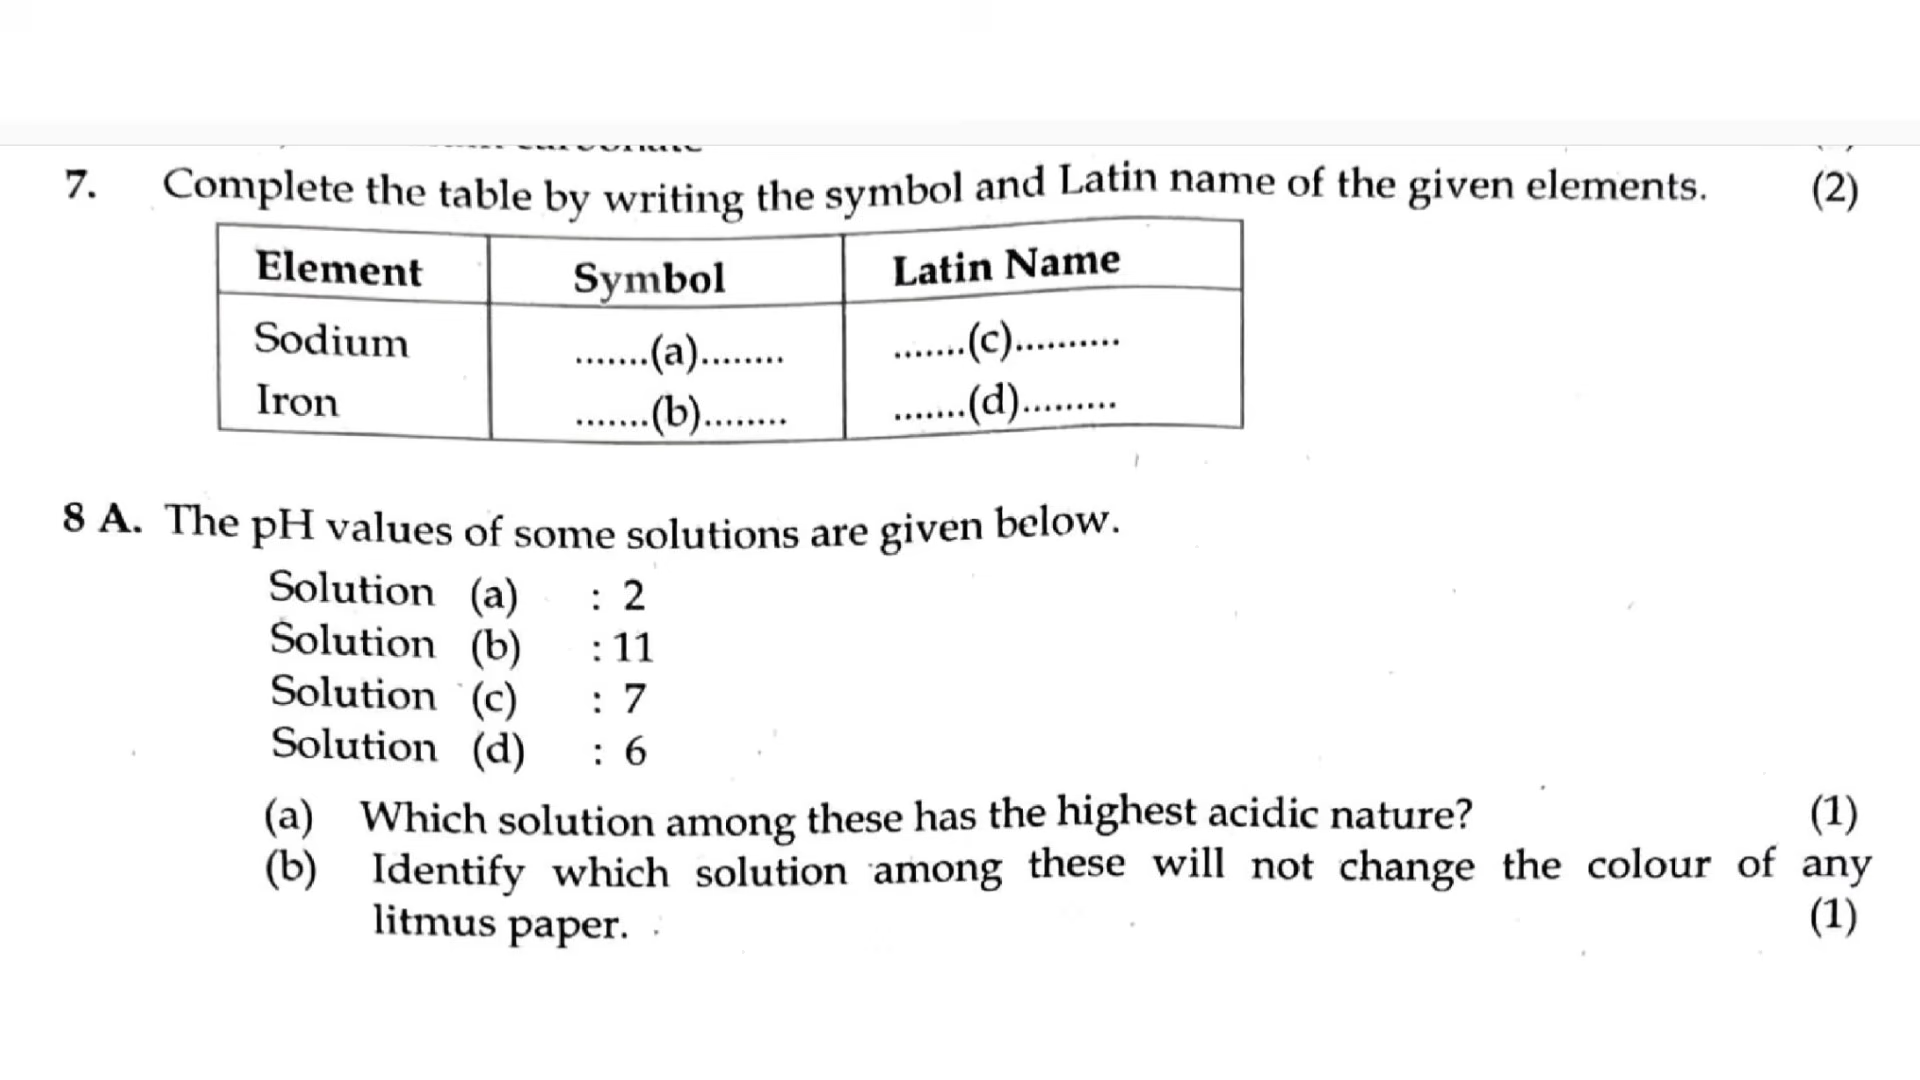 7. Complete the table by writing the symbol and Latin name of the given elements. (2)
Element Symbol Latin Name
Sodium .......(a)........ .......(c)...........
Iron .......(b)........ .......(d)..........
8 A. The pH values of some solutions are given below.
Solution (a) : 2
Solution (b) : 11
Solution (c) : 7
Solution (d) : 6
(a) Which solution among these has the highest acidic nature? (1)
(b) Identify which solution among these will not change the colour of any
litmus paper. (1)